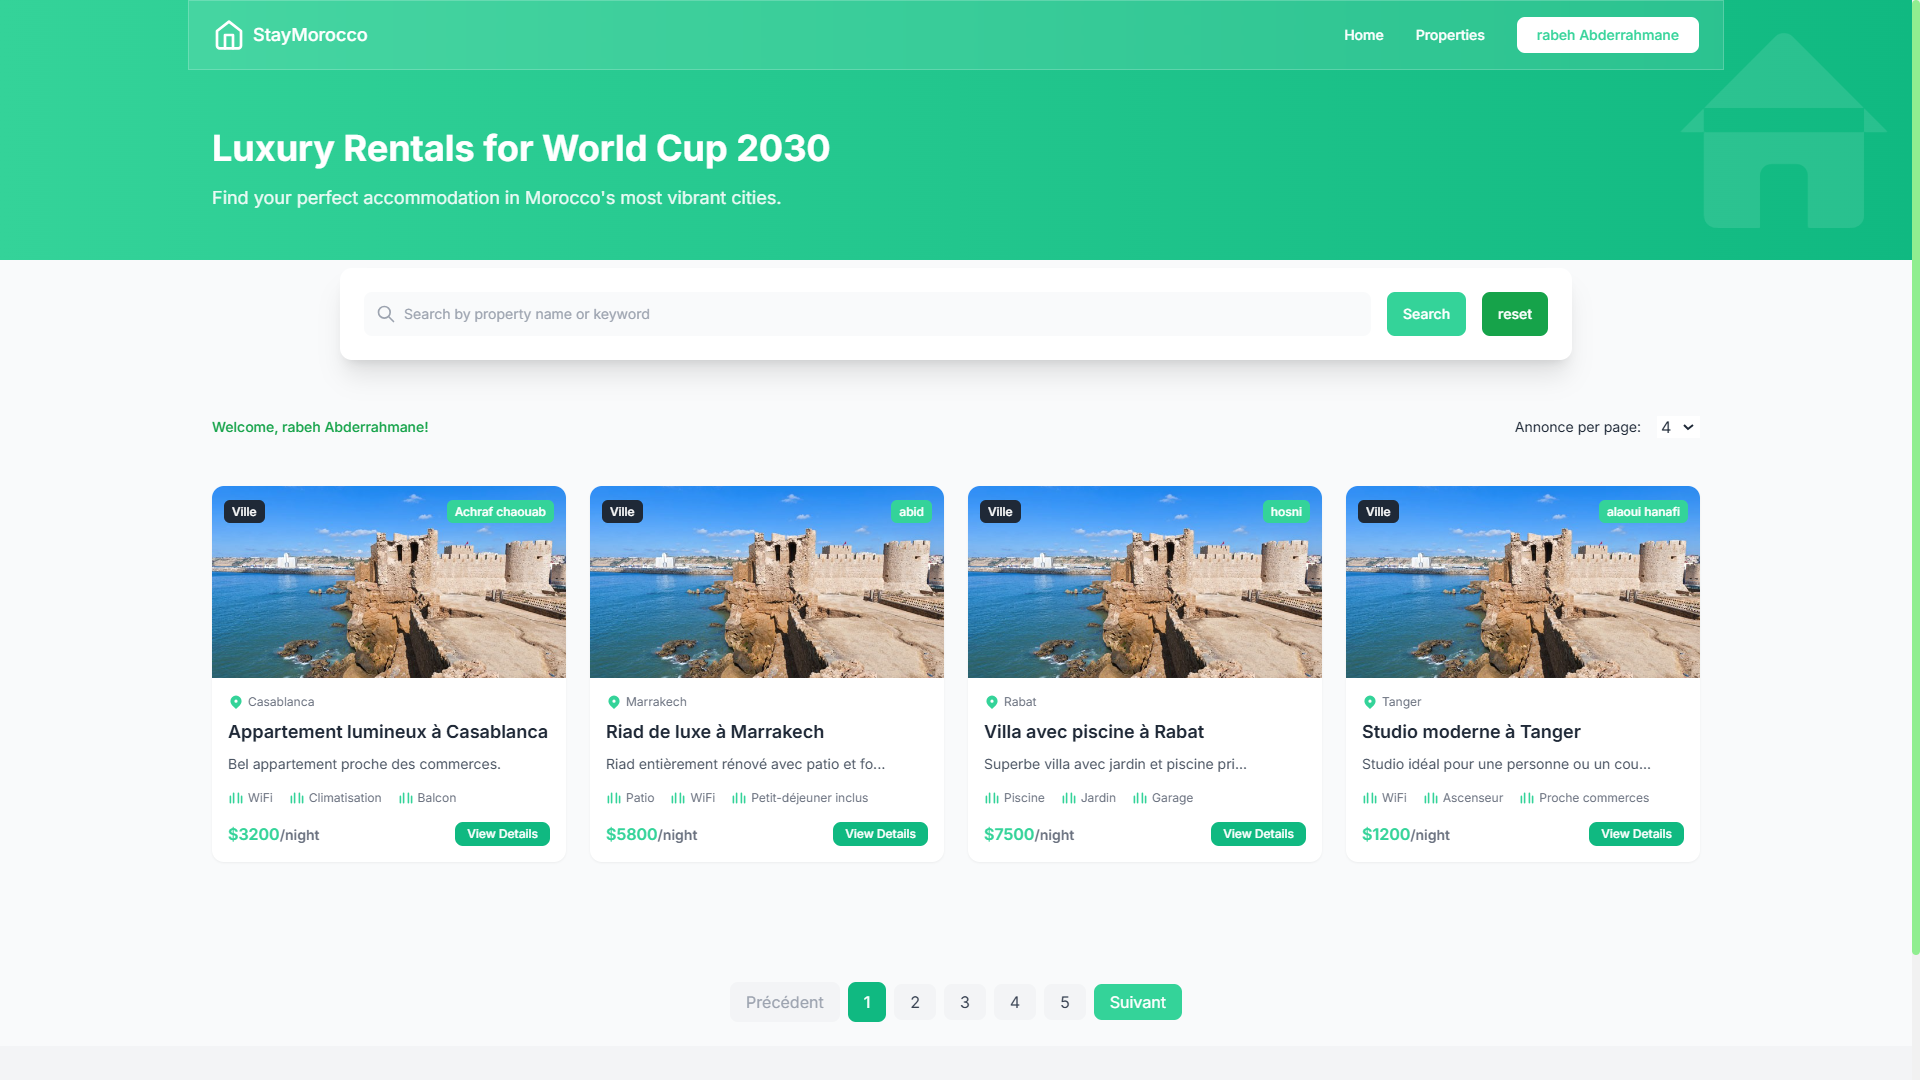 StayMorocco
Home
Properties
rabeh Abderrahmane
Luxury Rentals for World Cup 2030
Find your perfect accommodation in Morocco's most vibrant cities.
Search by property name or keyword
Search
reset
Welcome, rabeh Abderrahmane!
Annonce per page: 4
Ville
Achraf chaouab
Casablanca
Appartement lumineux à Casablanca
Bel appartement proche des commerces.
WiFi Climatisation Balcon
$3200/night
View Details
Ville
abid
Marrakech
Riad de luxe à Marrakech
Riad entièrement rénové avec patio et fo...
Patio WiFi Petit-déjeuner inclus
$5800/night
View Details
Ville
hosni
Rabat
Villa avec piscine à Rabat
Superbe villa avec jardin et piscine pri...
Piscine Jardin Garage
$7500/night
View Details
Ville
alaoui hanafi
Tanger
Studio moderne à Tanger
Studio idéal pour une personne ou un cou...
WiFi Ascenseur Proche commerces
$1200/night
View Details
Précédent 1 2 3 4 5 Suivant